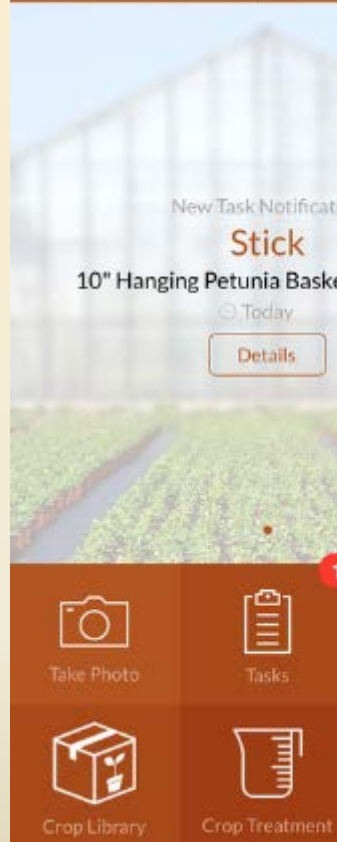 New Task Notificat
Stick
10" Hanging Petunia Baske
Today
Details
Take Photo
Tasks
Crop Library
Crop Treatment